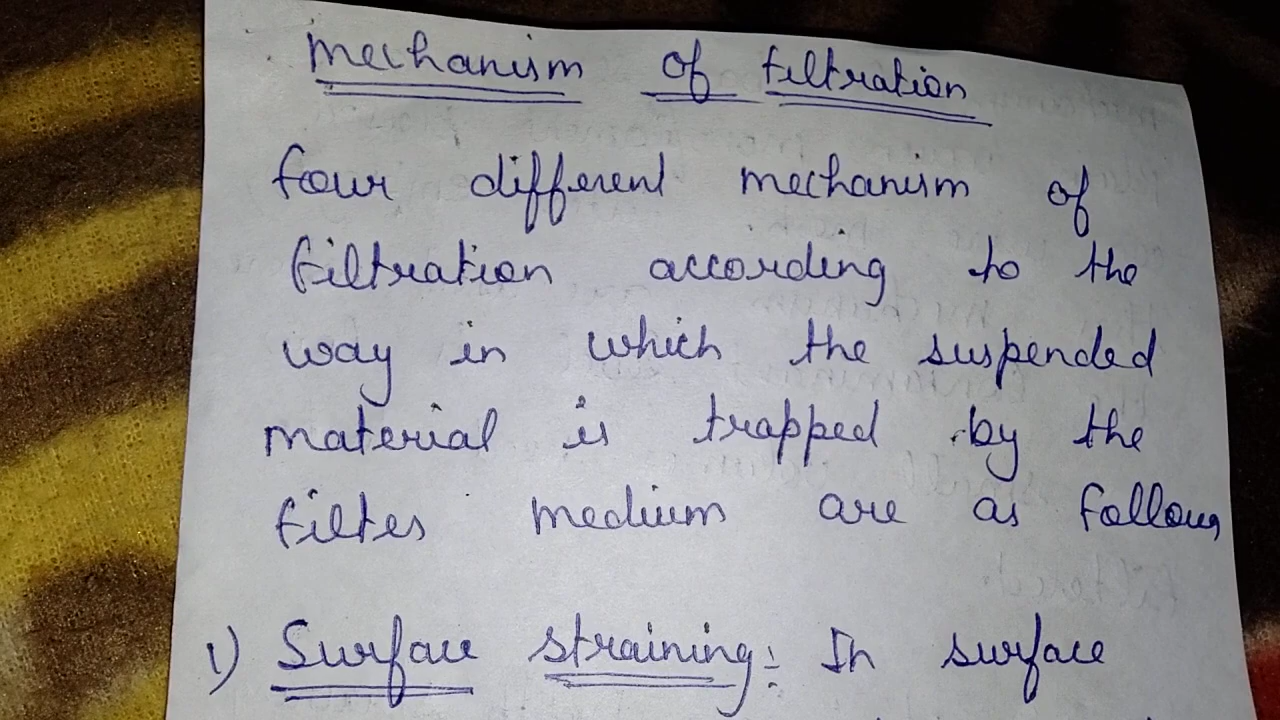 Mechanism of filtration
four different mechanism of
filtration according to the
way in which the suspended
material is trapped by the
filter medium are as follows
1) Surface straining: In surface